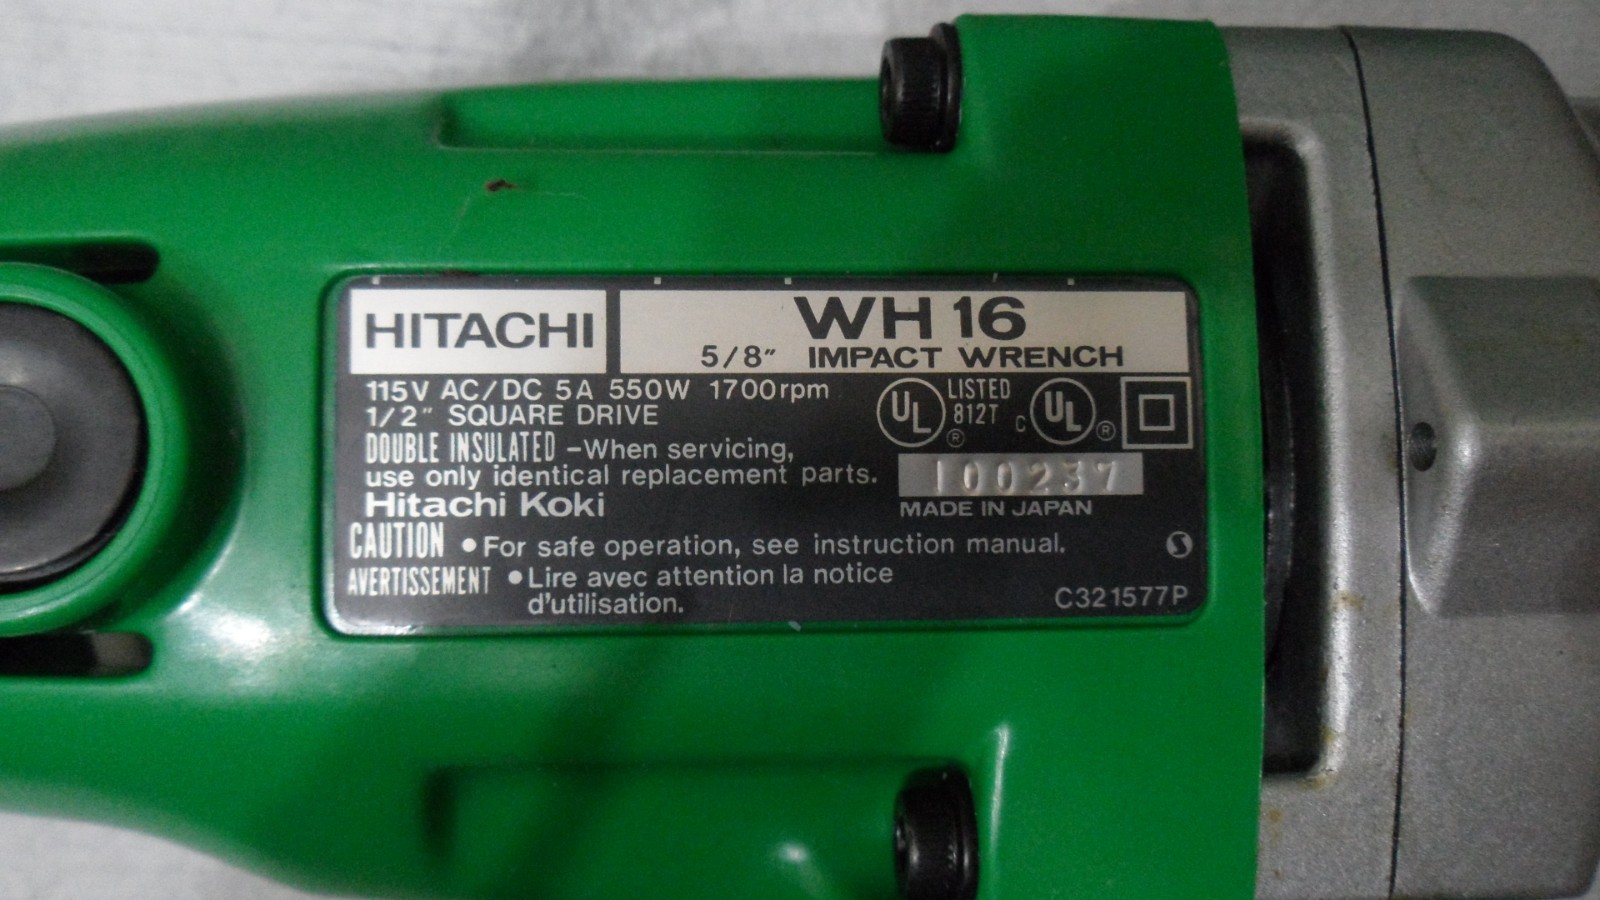 HITACHI
WH 16
5/8" IMPACT WRENCH
115V AC/DC 5A 550W 1700rpm
1/2" SQUARE DRIVE
UL ® LISTED 812T
C UL ®
DOUBLE INSULATED -When servicing,
use only identical replacement parts.
100237
Hitachi Koki
MADE IN JAPAN
CAUTION ●For safe operation, see instruction manual.
S
AVERTISSEMENT ●Lire avec attention la notice
d'utilisation.
C321577P